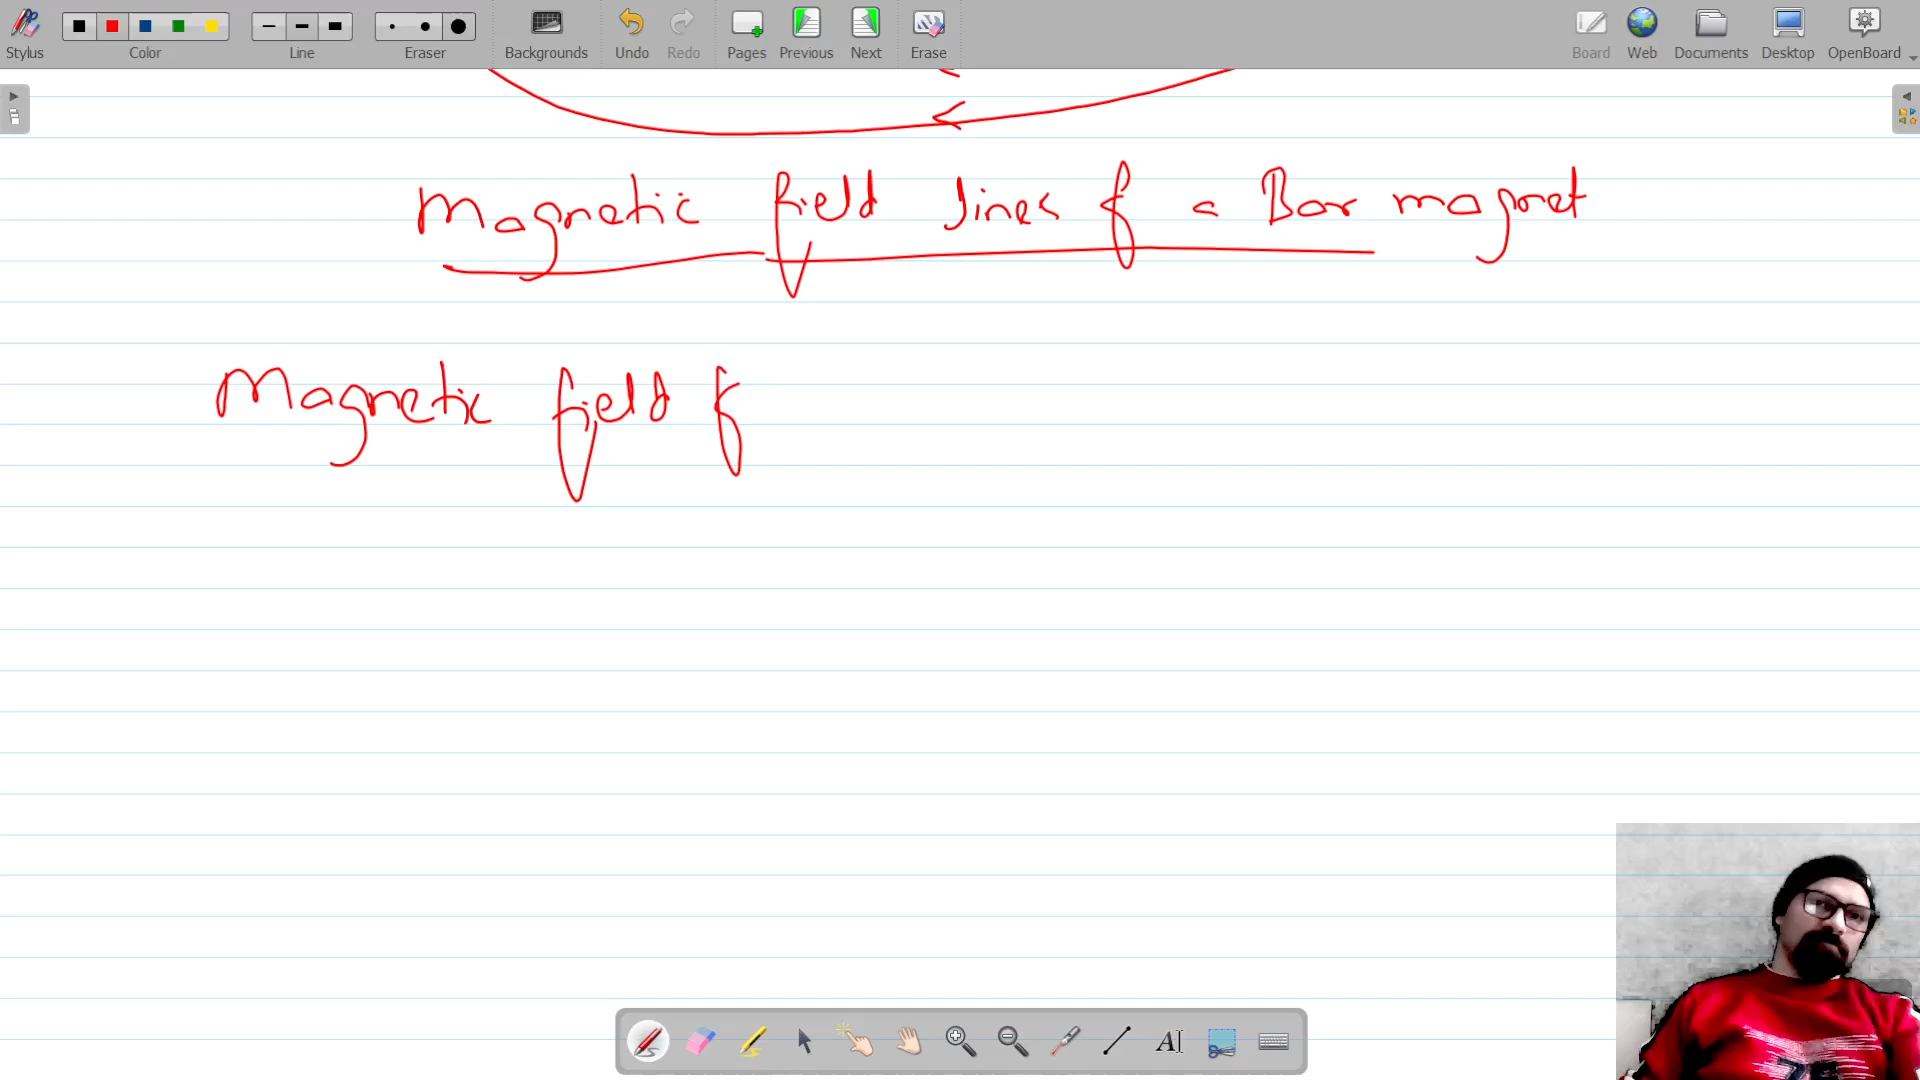 Stylus Color Line Eraser Backgrounds Undo Redo Pages Previous Next Erase Board Web Documents Desktop OpenBoard
Magnetic field lines of a Bar magnet
Magnetic field of